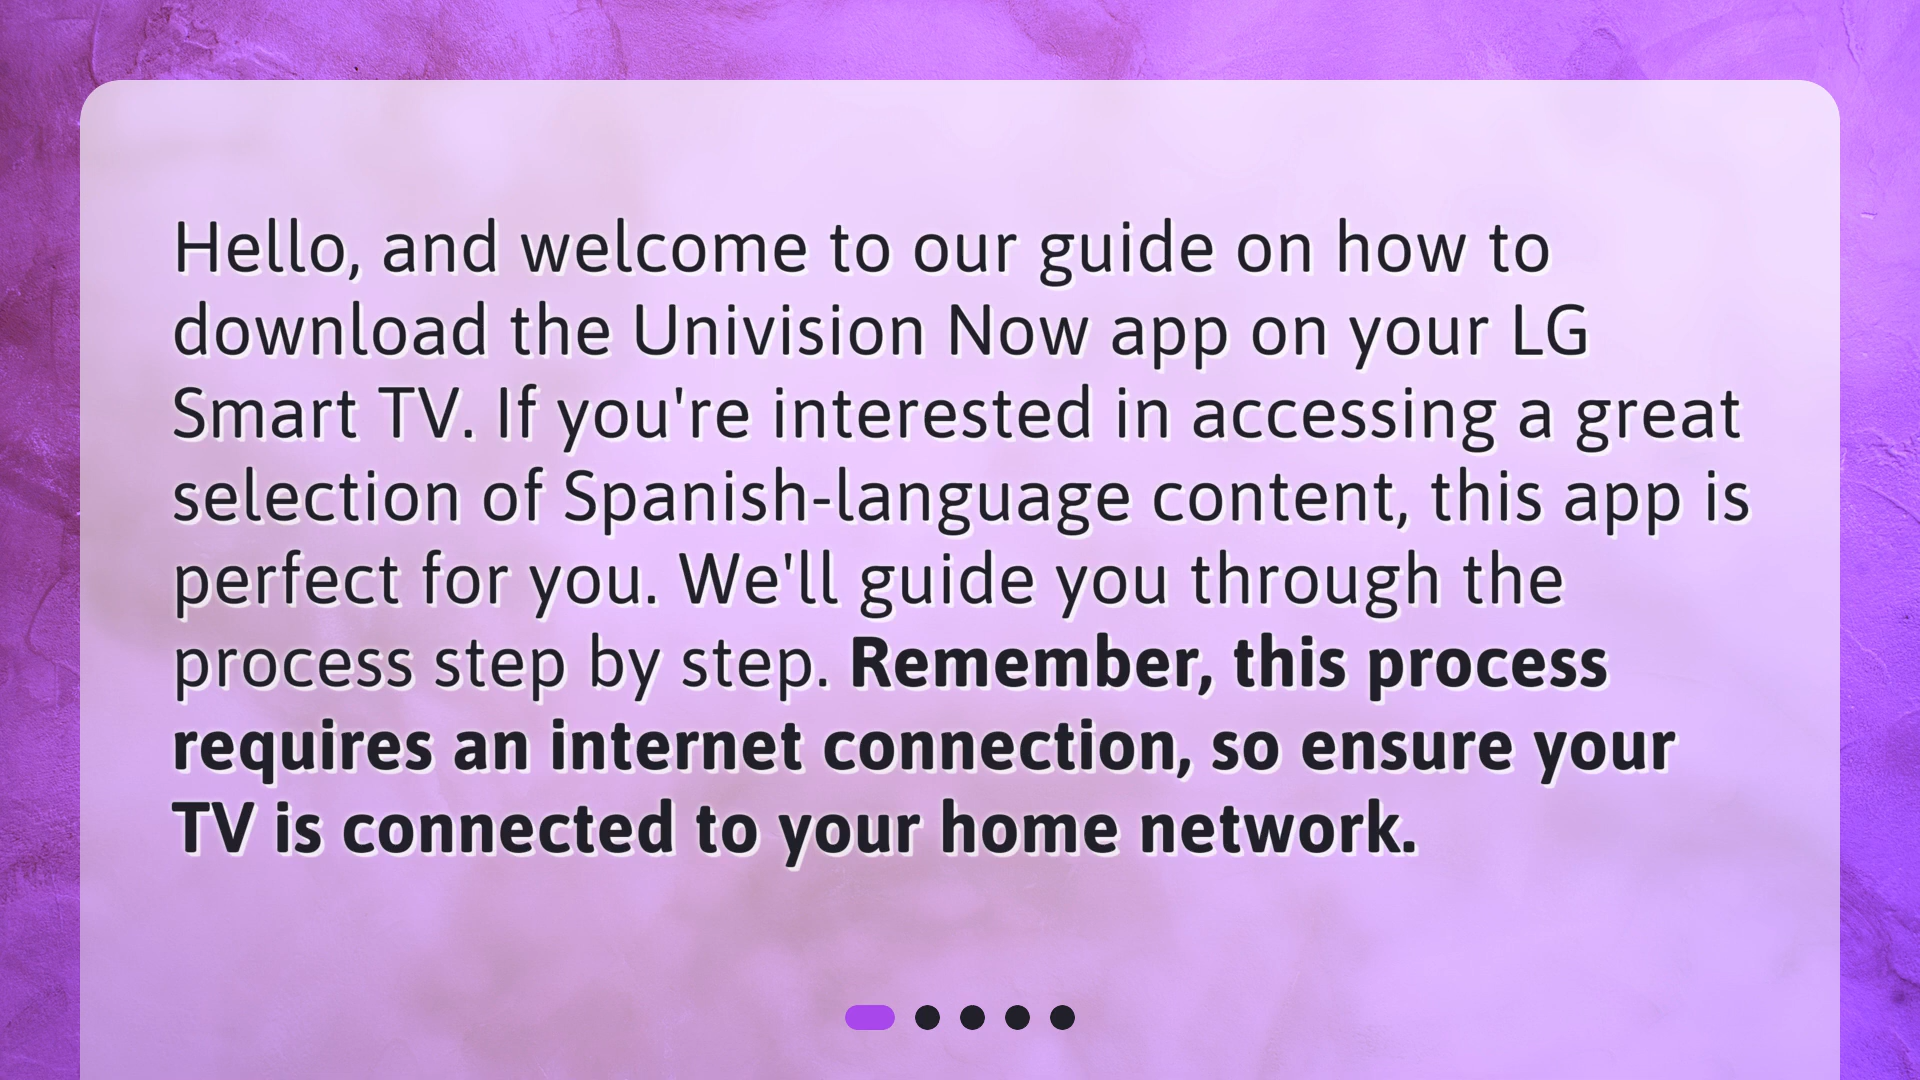 Hello, and welcome to our guide on how to
download the Univision Now app on your LG
Smart TV. If you're interested in accessing a great
selection of Spanish-language content, this app is
perfect for you. We'll guide you through the
process step by step. Remember, this process
requires an internet connection, so ensure your
TV is connected to your home network.